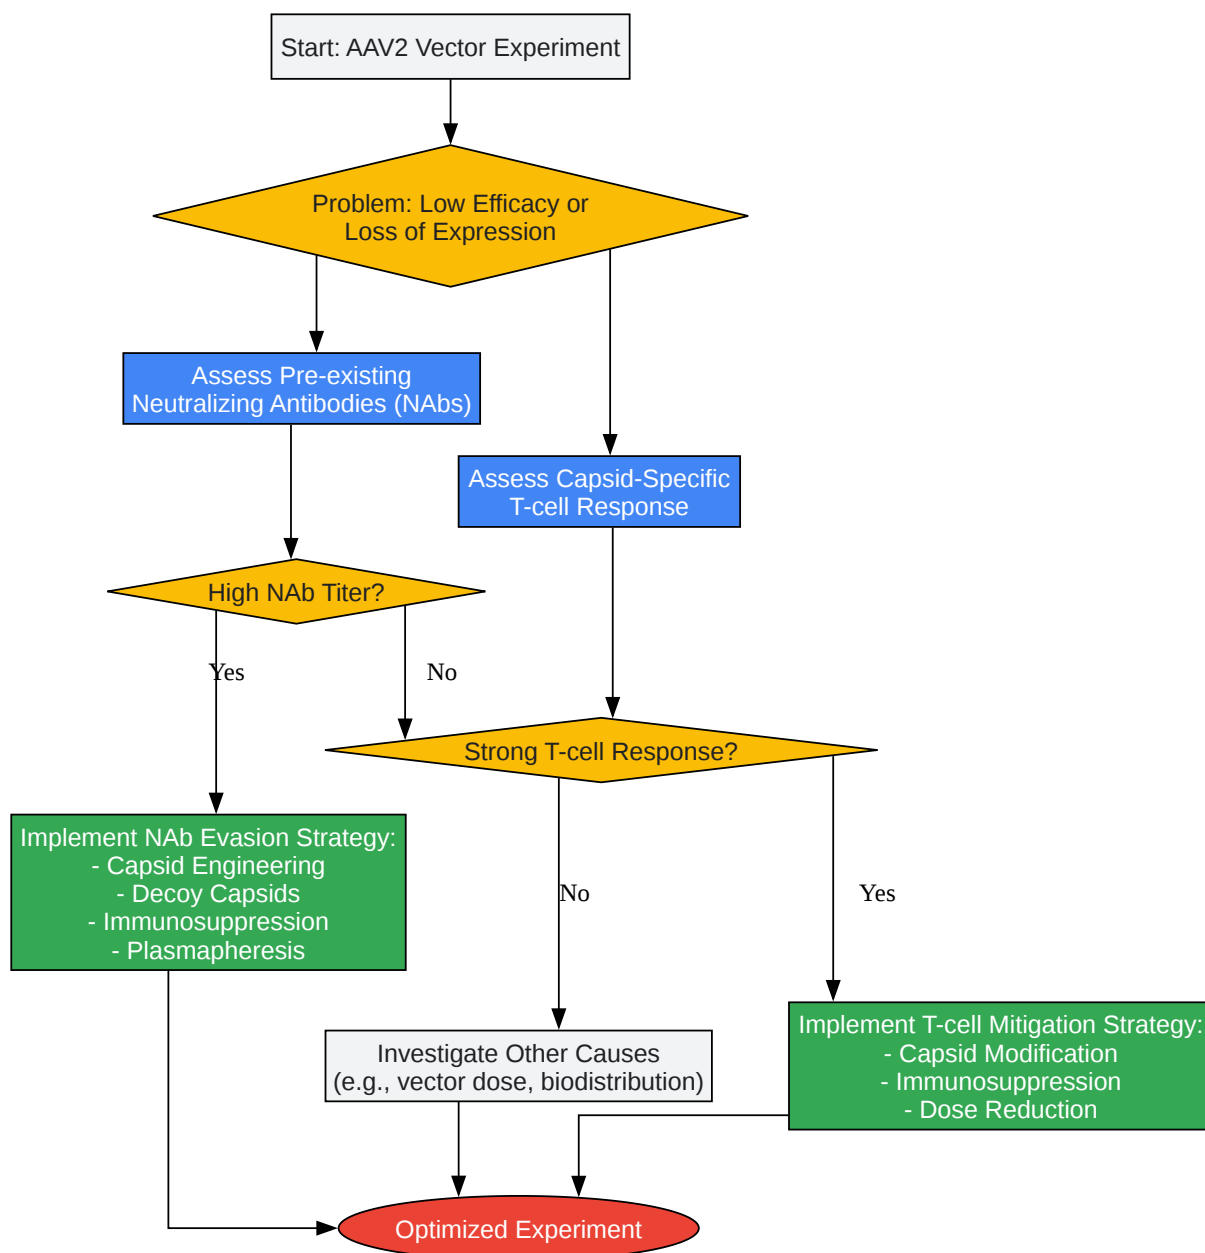 Start: AAV2 Vector Experiment
Problem: Low Efficacy or
Loss of Expression
Assess Pre-existing
Neutralizing Antibodies (NAbs)
Assess Capsid-Specific
T-cell Response
High NAb Titer?
Yes
No
Strong T-cell Response?
Implement NAb Evasion Strategy:
- Capsid Engineering
- Decoy Capsids
- Immunosuppression
- Plasmapheresis
No
Yes
Investigate Other Causes
(e.g., vector dose, biodistribution)
Implement T-cell Mitigation Strategy:
- Capsid Modification
- Immunosuppression
- Dose Reduction
Optimized Experiment